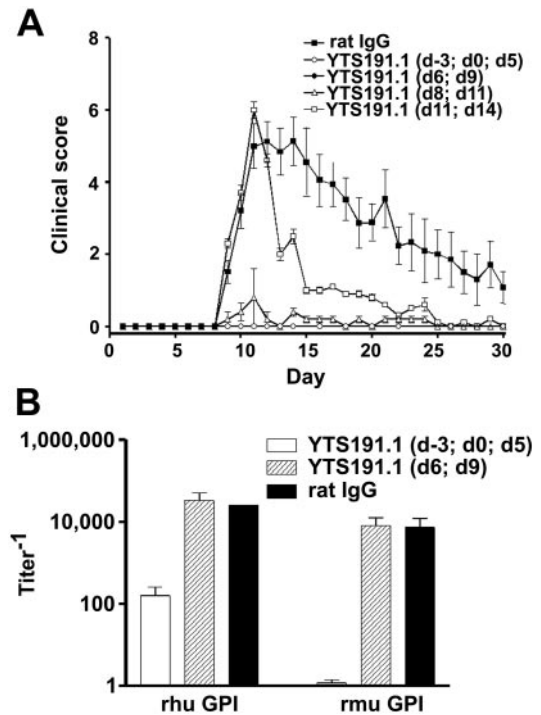 A
rat IgG
YTS191.1 (d-3; d0; d5)
YTS191.1 (d6; d9)
YTS191.1 (d8; d11)
YTS191.1 (d11; d14)
8
6
4
2
0
Clinical score
0 5 10 15 20 25 30
Day
B
YTS191.1 (d-3; d0; d5)
YTS191.1 (d6; d9)
rat IgG
1,000,000
10,000
100
1
Titer-1
rhu GPI rmu GPI